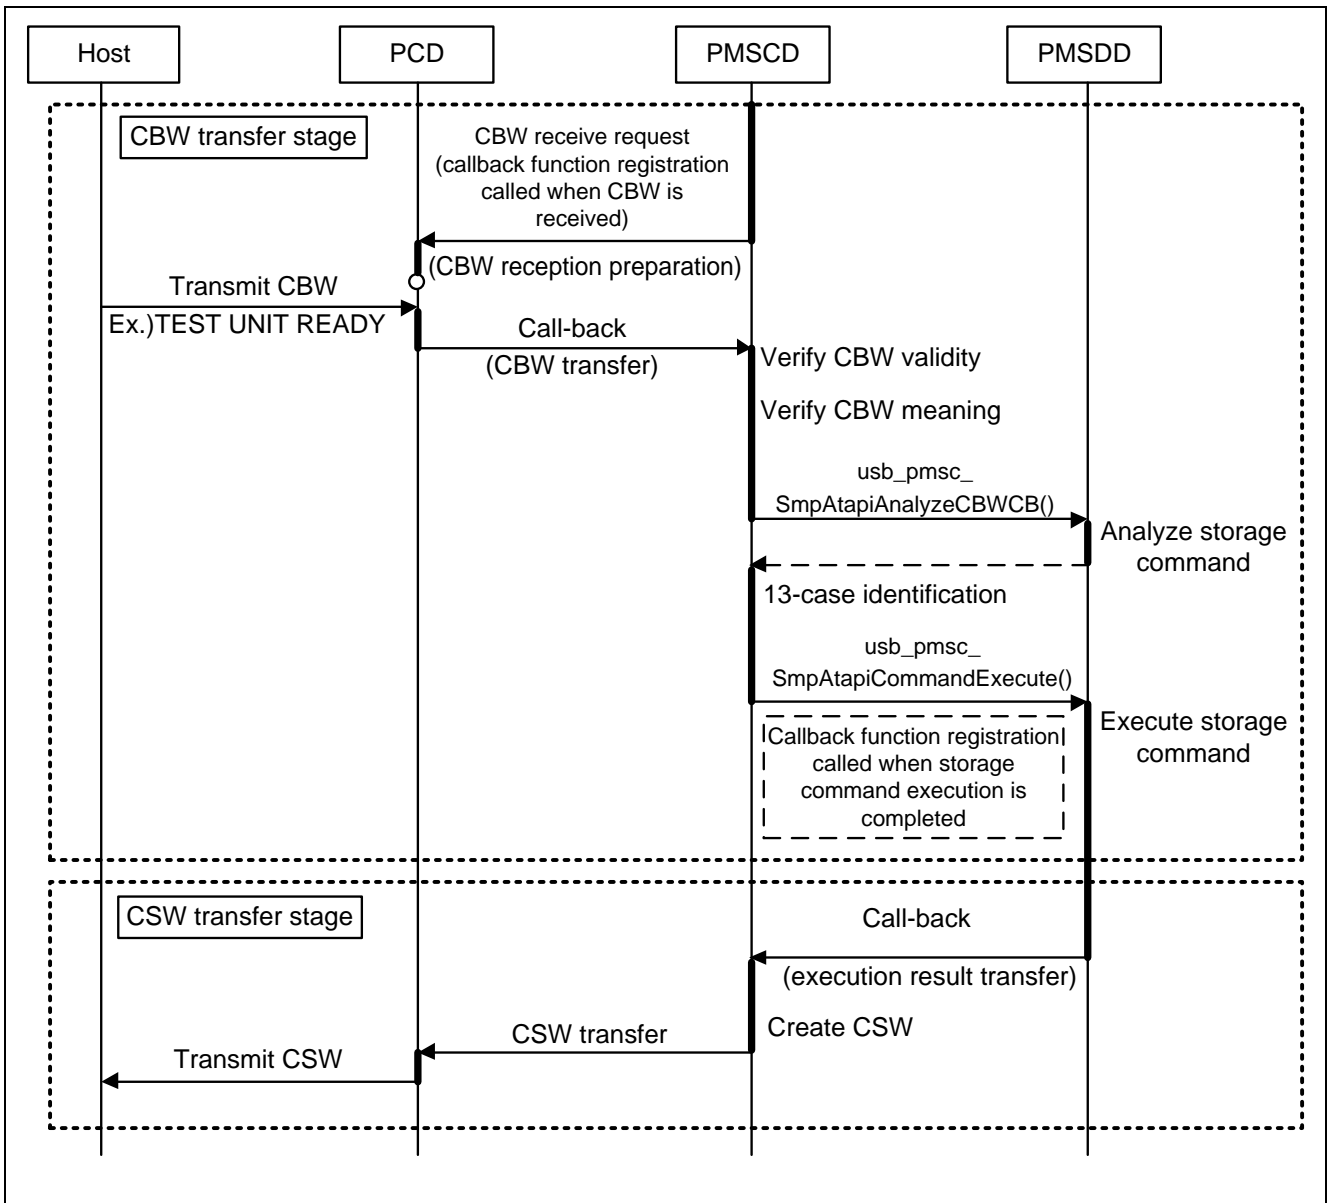 Host
PCD
PMSCD
PMSDD
CBW transfer stage
CBW receive request
(callback function registration
called when CBW is
received)
(CBW reception preparation)
Transmit CBW
Ex.)TEST UNIT READY
Call-back
(CBW transfer)
Verify CBW validity
Verify CBW meaning
usb_pmsc_
SmpAtapiAnalyzeCBWCB()
Analyze storage
command
13-case identification
usb_pmsc_
SmpAtapiCommandExecute()
Execute storage
command
Callback function registration
called when storage
command execution is
completed
CSW transfer stage
Call-back
(execution result transfer)
Create CSW
CSW transfer
Transmit CSW